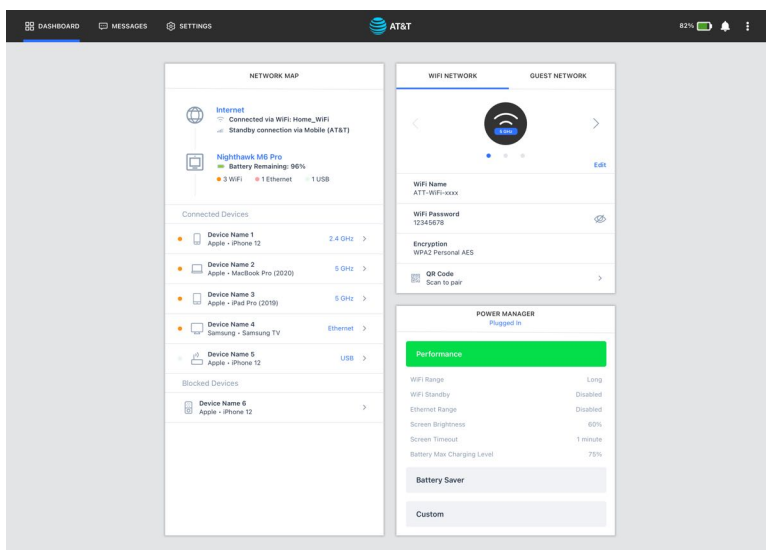 DASHBOARD
MESSAGES
SETTINGS
AT&T
82%
NETWORK MAP
Internet
Connected via WiFi: Home_WiFi
Standby connection via Mobile (AT&T)
Nighthawk M6 Pro
Battery Remaining: 96%
3 WiFi 1 Ethernet 1 USB
Connected Devices
Device Name 1
Apple • iPhone 12
2.4 GHz
Device Name 2
Apple • MacBook Pro (2020)
5 GHz
Device Name 3
Apple • iPad Pro (2019)
5 GHz
Device Name 4
Samsung • Samsung TV
Ethernet
Device Name 5
Apple • iPhone 12
USB
Blocked Devices
Device Name 6
Apple • iPhone 12
WIFI NETWORK
GUEST NETWORK
5 GHz
Edit
WiFi Name
ATT-WiFi-xxxx
WiFi Password
12345678
Encryption
WPA2 Personal AES
QR Code
Scan to pair
POWER MANAGER
Plugged in
Performance
WiFi Range Long
WiFi Standby Disabled
Ethernet Range Disabled
Screen Brightness 60%
Screen Timeout 1 minute
Battery Max Charging Level 75%
Battery Saver
Custom